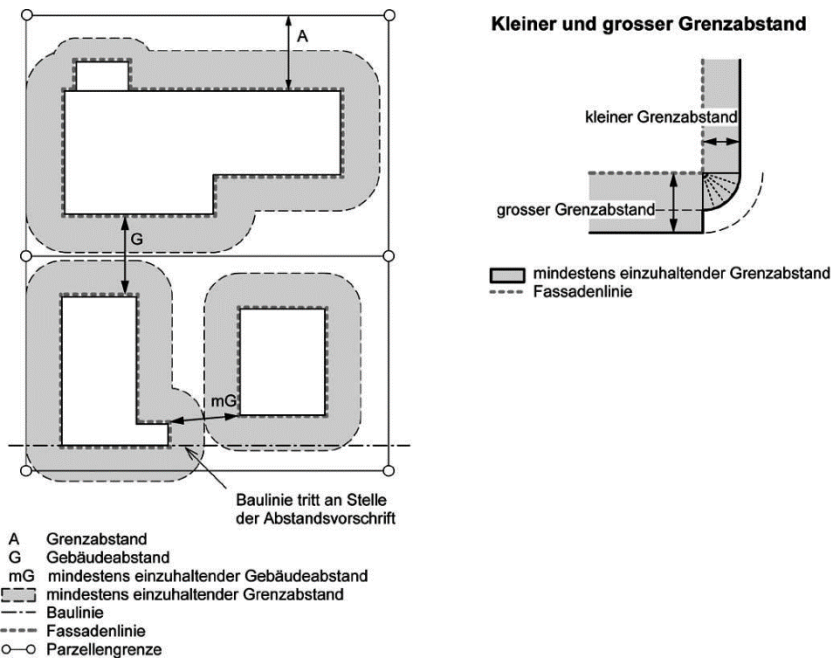 A
G
mG
Baulinie tritt an Stelle
der Abstandsvorschrift
A Grenzabstand
G Gebäudeabstand
mG mindestens einzuhaltender Gebäudeabstand
mindestens einzuhaltender Grenzabstand
Baulinie
Fassadenlinie
Parzellengrenze
Kleiner und grosser Grenzabstand
kleiner Grenzabstand
grosser Grenzabstand
mindestens einzuhaltender Grenzabstand
Fassadenlinie